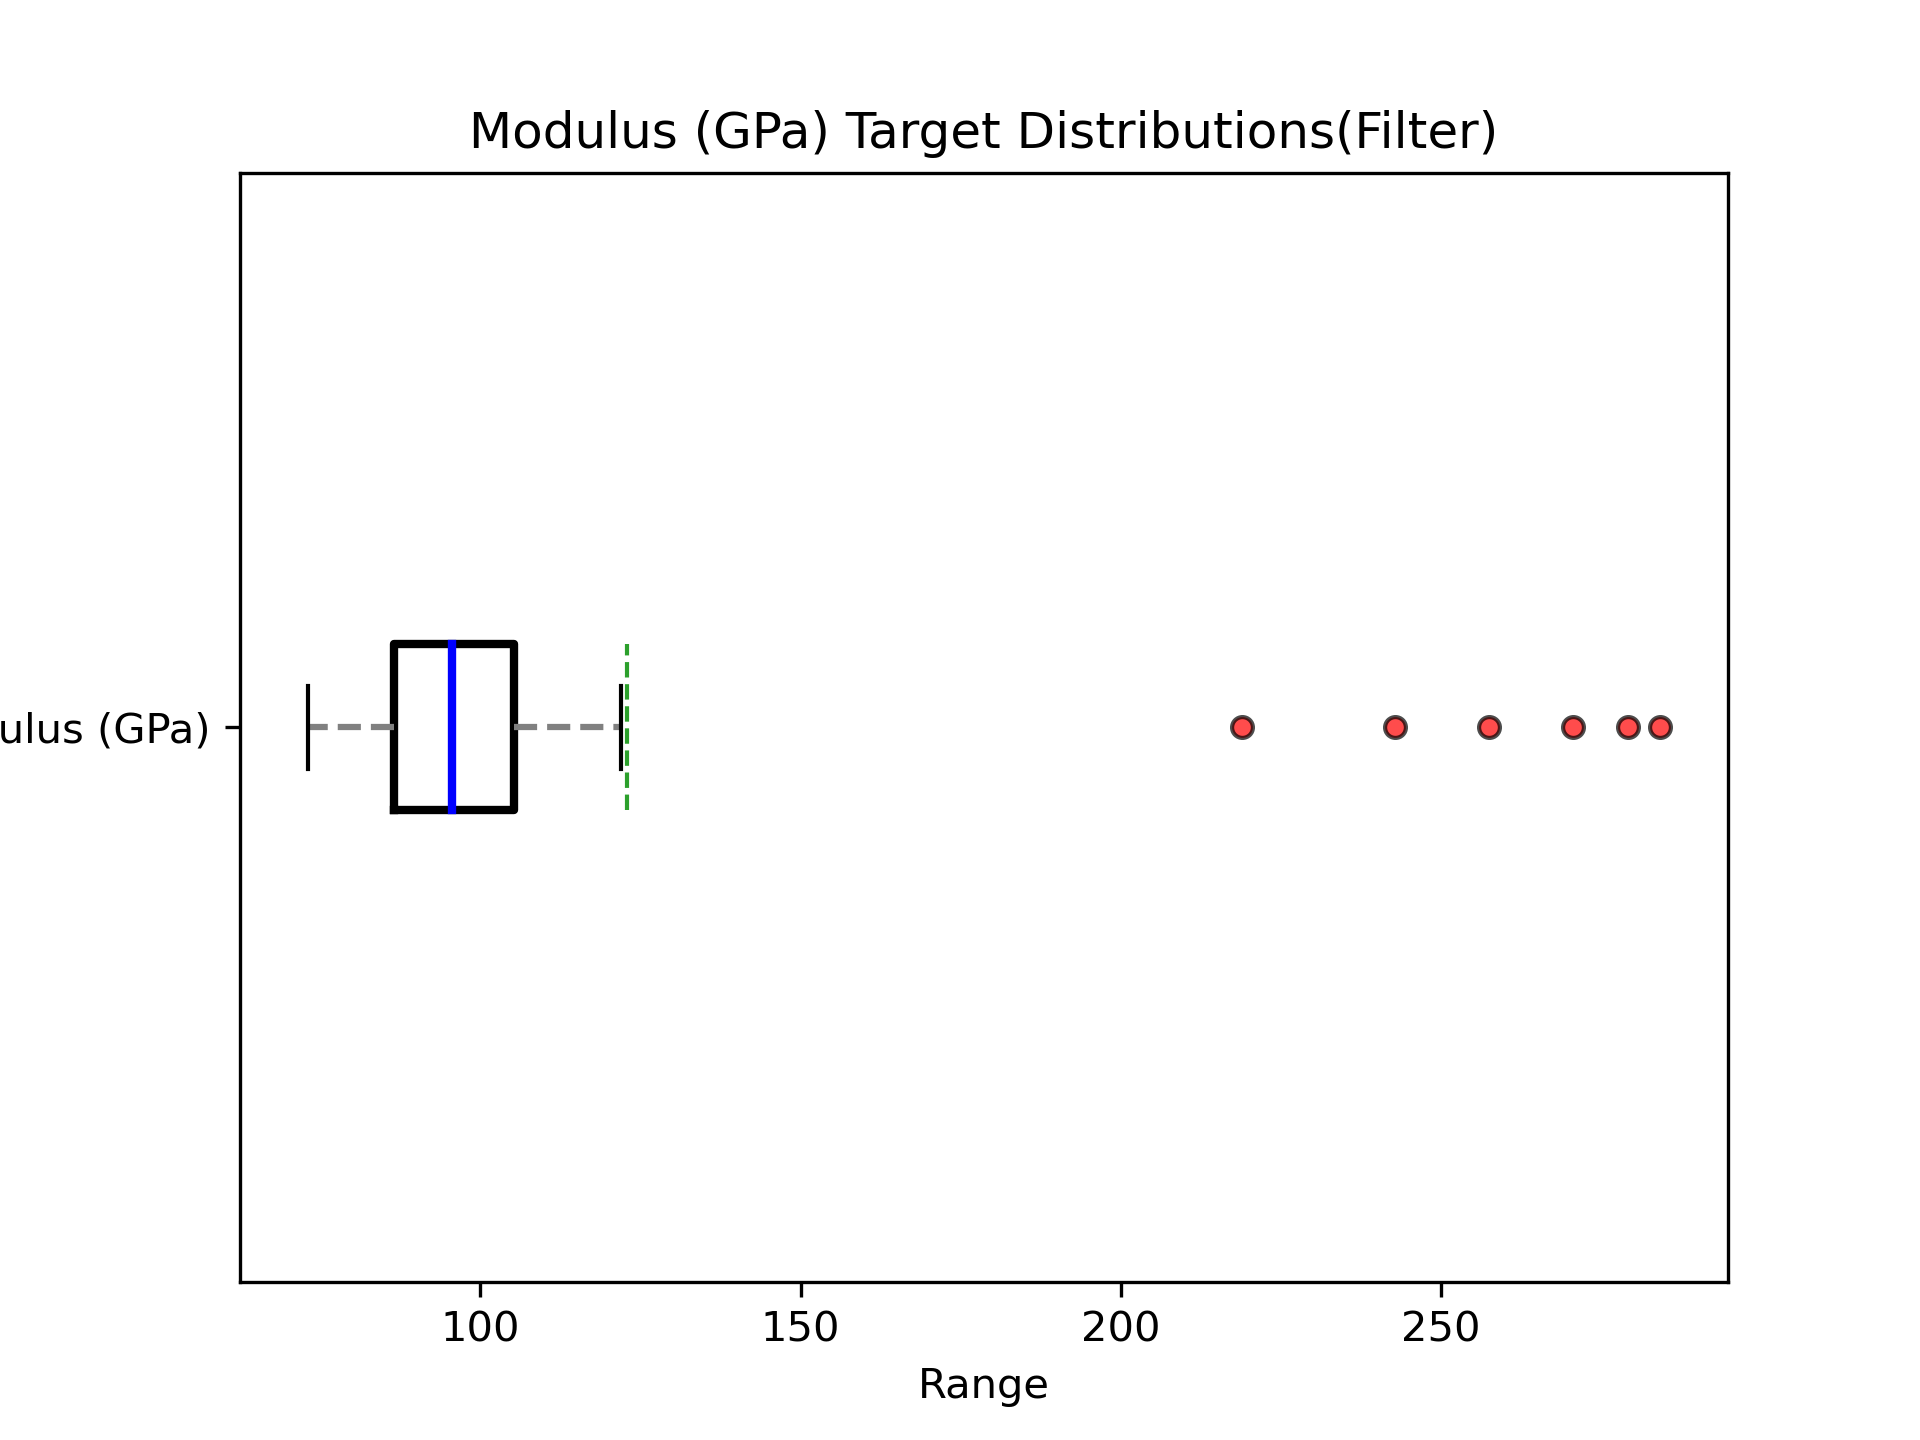 Modulus (GPa) Target Distributions(Filter)
ulus (GPa)
100 150 200 250
Range